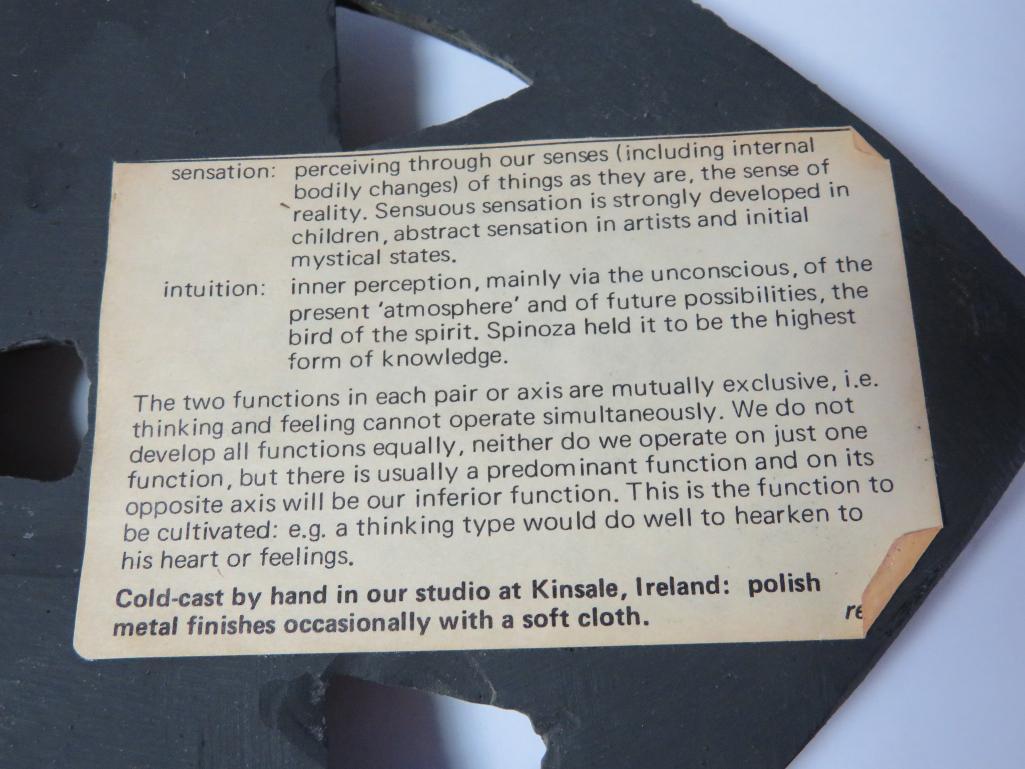 sensation: perceiving through our senses (including internal
bodily changes) of things as they are, the sense of
reality. Sensuous sensation is strongly developed in
children, abstract sensation in artists and initial
mystical states.
intuition: inner perception, mainly via the unconscious, of the
present 'atmosphere' and of future possibilities, the
bird of the spirit. Spinoza held it to be the highest
form of knowledge.
The two functions in each pair or axis are mutually exclusive, i.e.
thinking and feeling cannot operate simultaneously. We do not
develop all functions equally, neither do we operate on just one
function, but there is usually a predominant function and on its
opposite axis will be our inferior function. This is the function to
be cultivated: e.g. a thinking type would do well to hearken to
his heart or feelings.
Cold-cast by hand in our studio at Kinsale, Ireland: polish
metal finishes occasionally with a soft cloth.